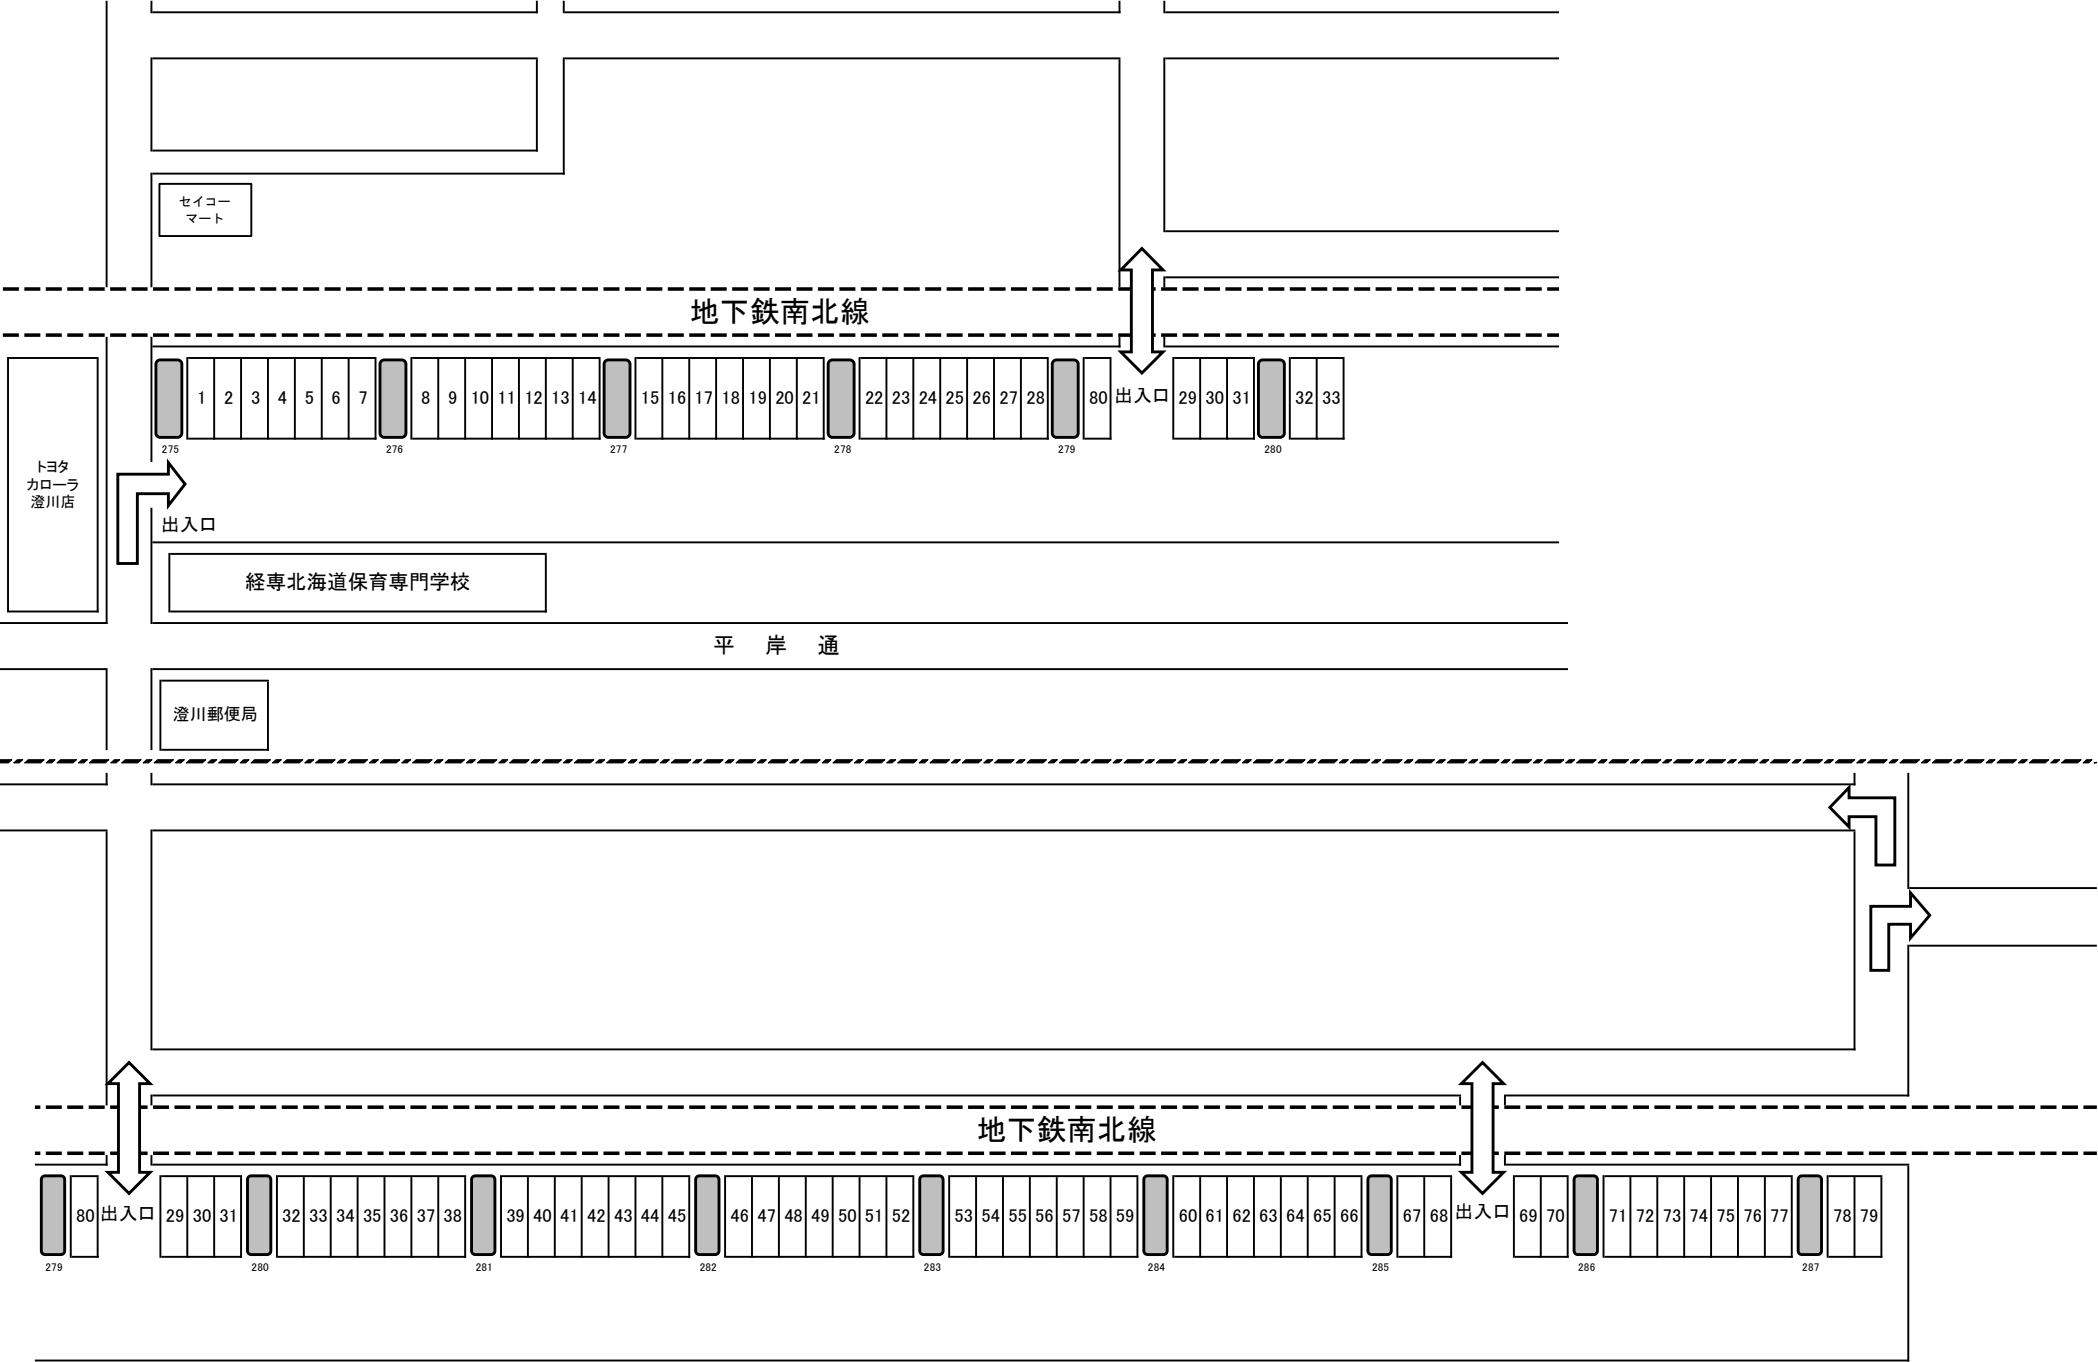 セイコー
マート
地下鉄南北線
1 2 3 4 5 6 7 8 9 10 11 12 13 14 15 16 17 18 19 20 21 22 23 24 25 26 27 28 80 出入口 29 30 31 32 33
275 276 277 278 279 280
トヨタ
カローラ
澄川店
出入口
経専北海道保育専門学校
平 岸 通
澄川郵便局
地下鉄南北線
80 出入口 29 30 31 32 33 34 35 36 37 38 39 40 41 42 43 44 45 46 47 48 49 50 51 52 53 54 55 56 57 58 59 60 61 62 63 64 65 66 67 68 出入口 69 70 71 72 73 74 75 76 77 78 79
279 280 281 282 283 284 285 286 287